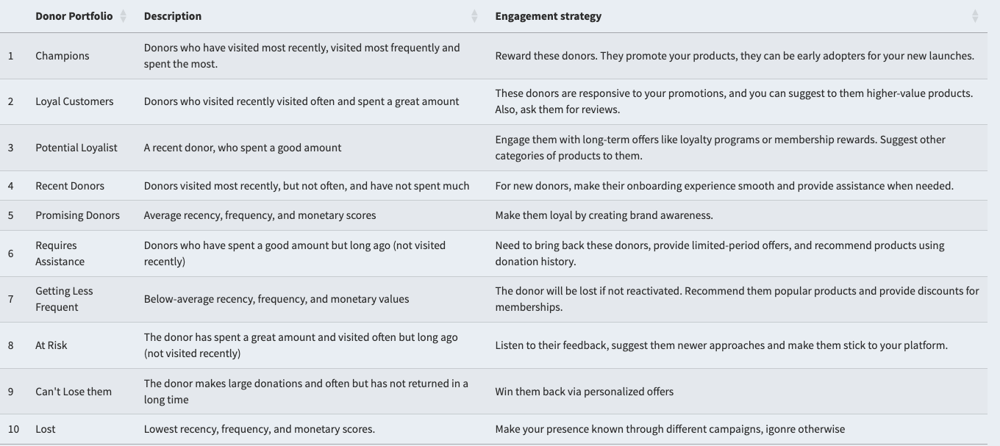 Donor Portfolio Description Engagement strategy
1 Champions Donors who have visited most recently, visited most frequently and
spent the most. Reward these donors. They promote your products, they can be early adopters for your new launches.
2 Loyal Customers Donors who visited recently visited often and spent a great amount These donors are responsive to your promotions, and you can suggest to them higher-value products.
Also, ask them for reviews.
3 Potential Loyalist A recent donor, who spent a good amount Engage them with long-term offers like loyalty programs or membership rewards. Suggest other
categories of products to them.
4 Recent Donors Donors visited most recently, but not often, and have not spent much For new donors, make their onboarding experience smooth and provide assistance when needed.
5 Promising Donors Average recency, frequency, and monetary scores Make them loyal by creating brand awareness.
6 Requires
Assistance Donors who have spent a good amount but long ago (not visited
recently) Need to bring back these donors, provide limited-period offers, and recommend products using
donation history.
7 Getting Less
Frequent Below-average recency, frequency, and monetary values The donor will be lost if not reactivated. Recommend them popular products and provide discounts for
memberships.
8 At Risk The donor has spent a great amount and visited often but long ago
(not visited recently) Listen to their feedback, suggest them newer approaches and make them stick to your platform.
9 Can't Lose them The donor makes large donations and often but has not returned in a
long time Win them back via personalized offers
10 Lost Lowest recency, frequency, and monetary scores. Make your presence known through different campaigns, igonre otherwise